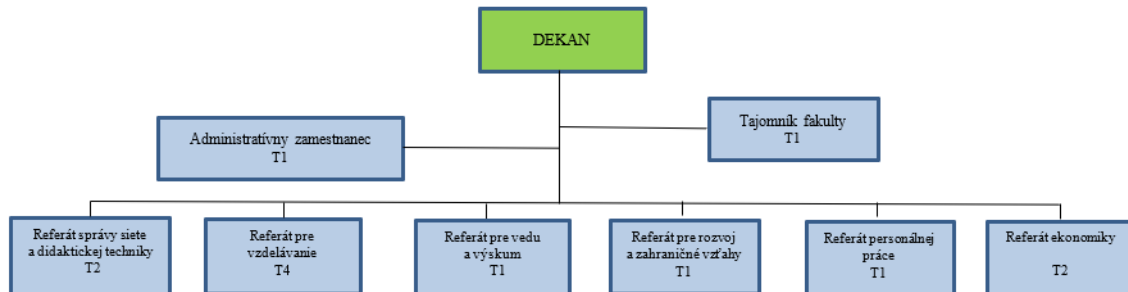 DEKAN
Tajomník fakulty
T1
Administratívny zamestnanec
T1
Referát správy siete
a didaktickej techniky
T2
Referát pre
vzdelávanie
T4
Referát pre vedu
a výskum
T1
Referát pre rozvoj
a zahraničné vzťahy
T1
Referát personálnej
práce
T1
Referát ekonomiky
T2